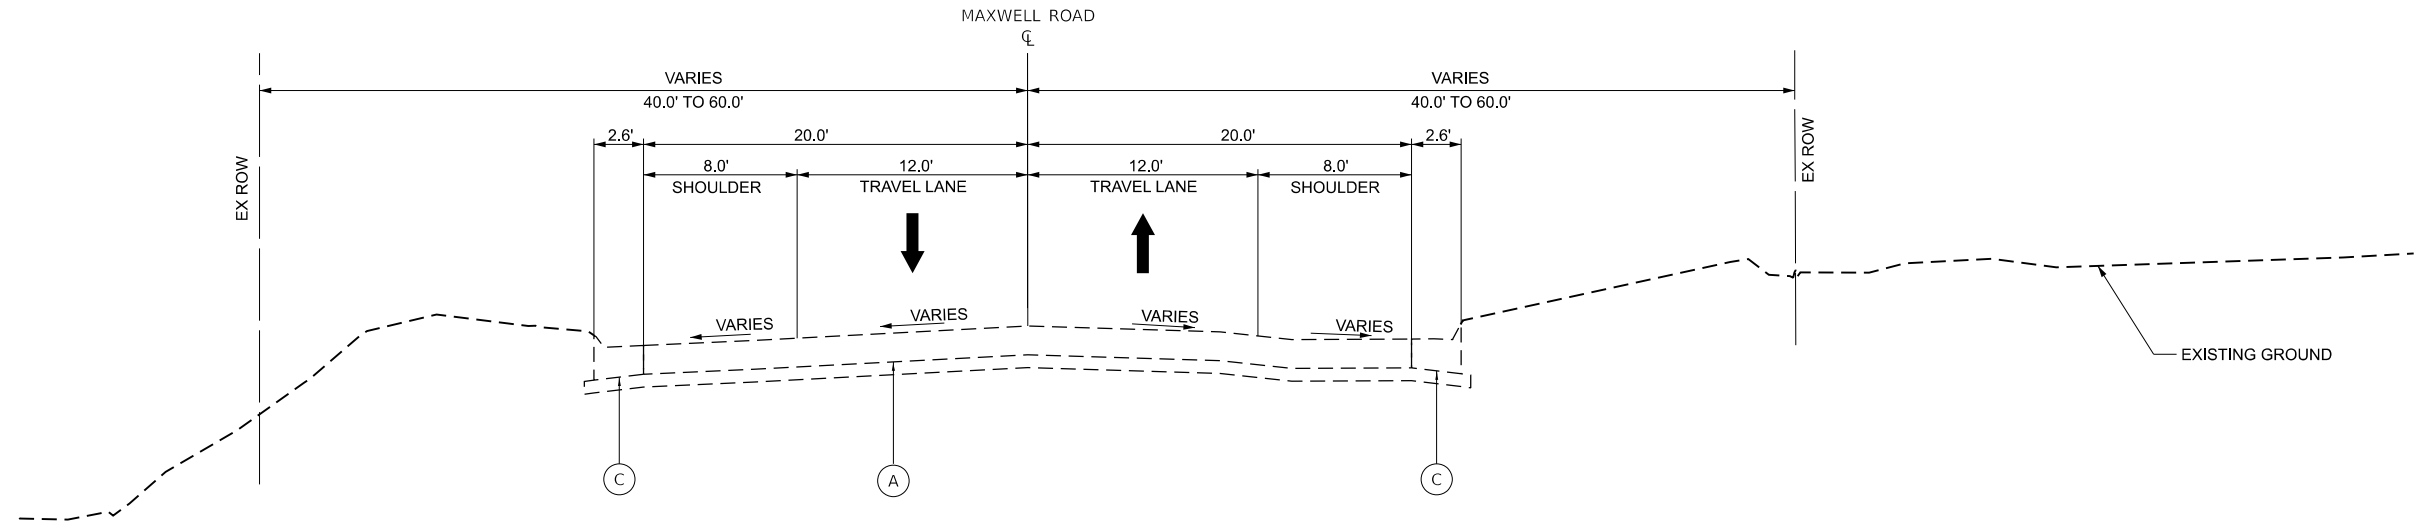 MAXWELL ROAD
℄
VARIES
VARIES
40.0' TO 60.0'
40.0' TO 60.0'
2.6'
20.0'
20.0'
2.6'
8.0'
12.0'
12.0'
8.0'
SHOULDER
TRAVEL LANE
TRAVEL LANE
SHOULDER
EX ROW
EX ROW
VARIES
VARIES
VARIES
VARIES
EXISTING GROUND
C
A
C